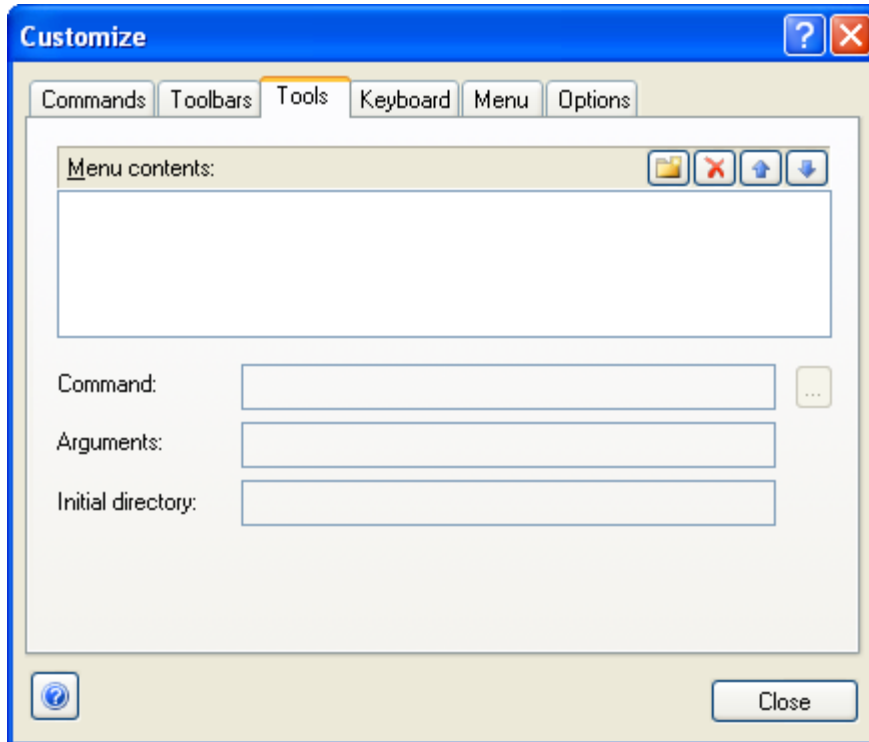 Customize
Commands Toolbars Tools Keyboard Menu Options
Menu contents:
Command: ...
Arguments:
Initial directory:
Close